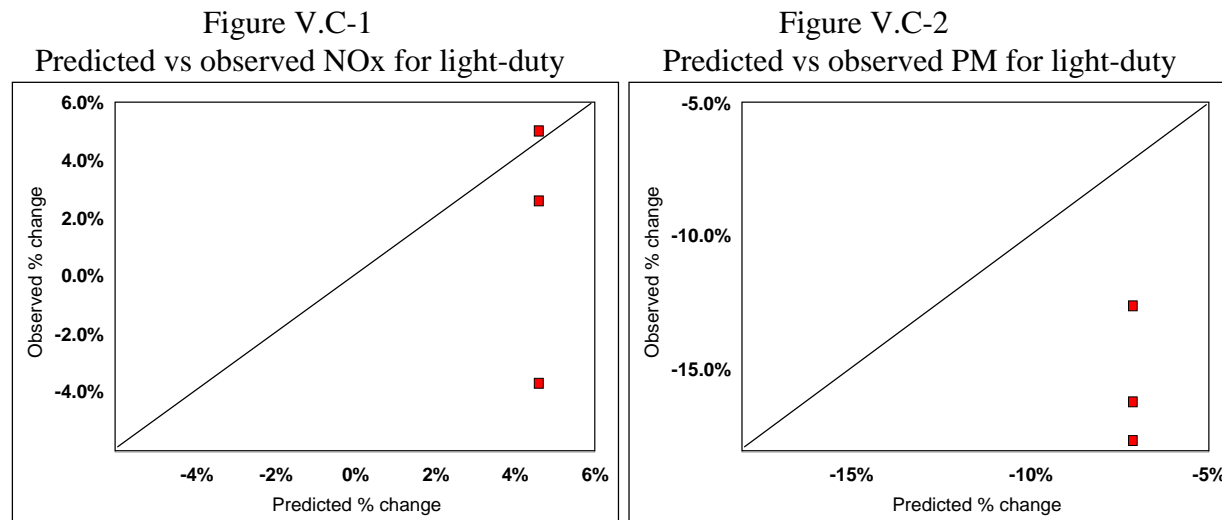 Figure V.C-1
Predicted vs observed NOx for light-duty
6.0%
4.0%
2.0%
0.0%
-2.0%
-4.0%
Observed % change
-4% -2% 0% 2% 4% 6%
Predicted % change
Figure V.C-2
Predicted vs observed PM for light-duty
-5.0%
-10.0%
-15.0%
Observed % change
-15% -10% -5%
Predicted % change